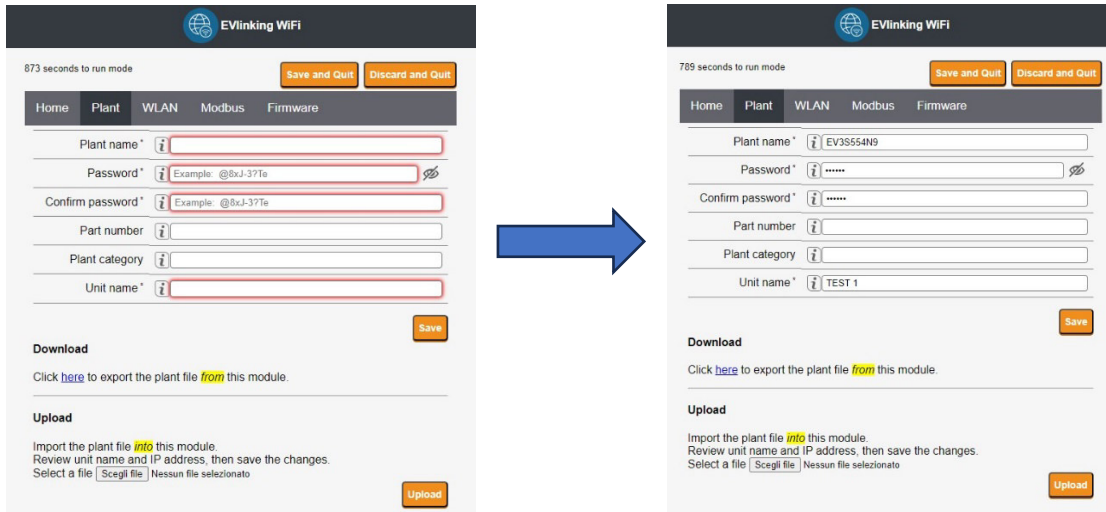 EVlinking WiFi
873 seconds to run mode
Save and Quit Discard and Quit
Home Plant WLAN Modbus Firmware
Plant name *
Password * Example: @8xJ-3?Te
Confirm password * Example: @8xJ-3?Te
Part number
Plant category
Unit name *
Save
Download
Click here to export the plant file from this module.
Upload
Import the plant file into this module.
Review unit name and IP address, then save the changes.
Select a file Scegli file Nessun file selezionato
Upload
EVlinking WiFi
789 seconds to run mode
Save and Quit Discard and Quit
Home Plant WLAN Modbus Firmware
Plant name * EV3S554N9
Password * ······
Confirm password * ······
Part number
Plant category
Unit name * TEST 1
Save
Download
Click here to export the plant file from this module.
Upload
Import the plant file into this module.
Review unit name and IP address, then save the changes.
Select a file Scegli file Nessun file selezionato
Upload